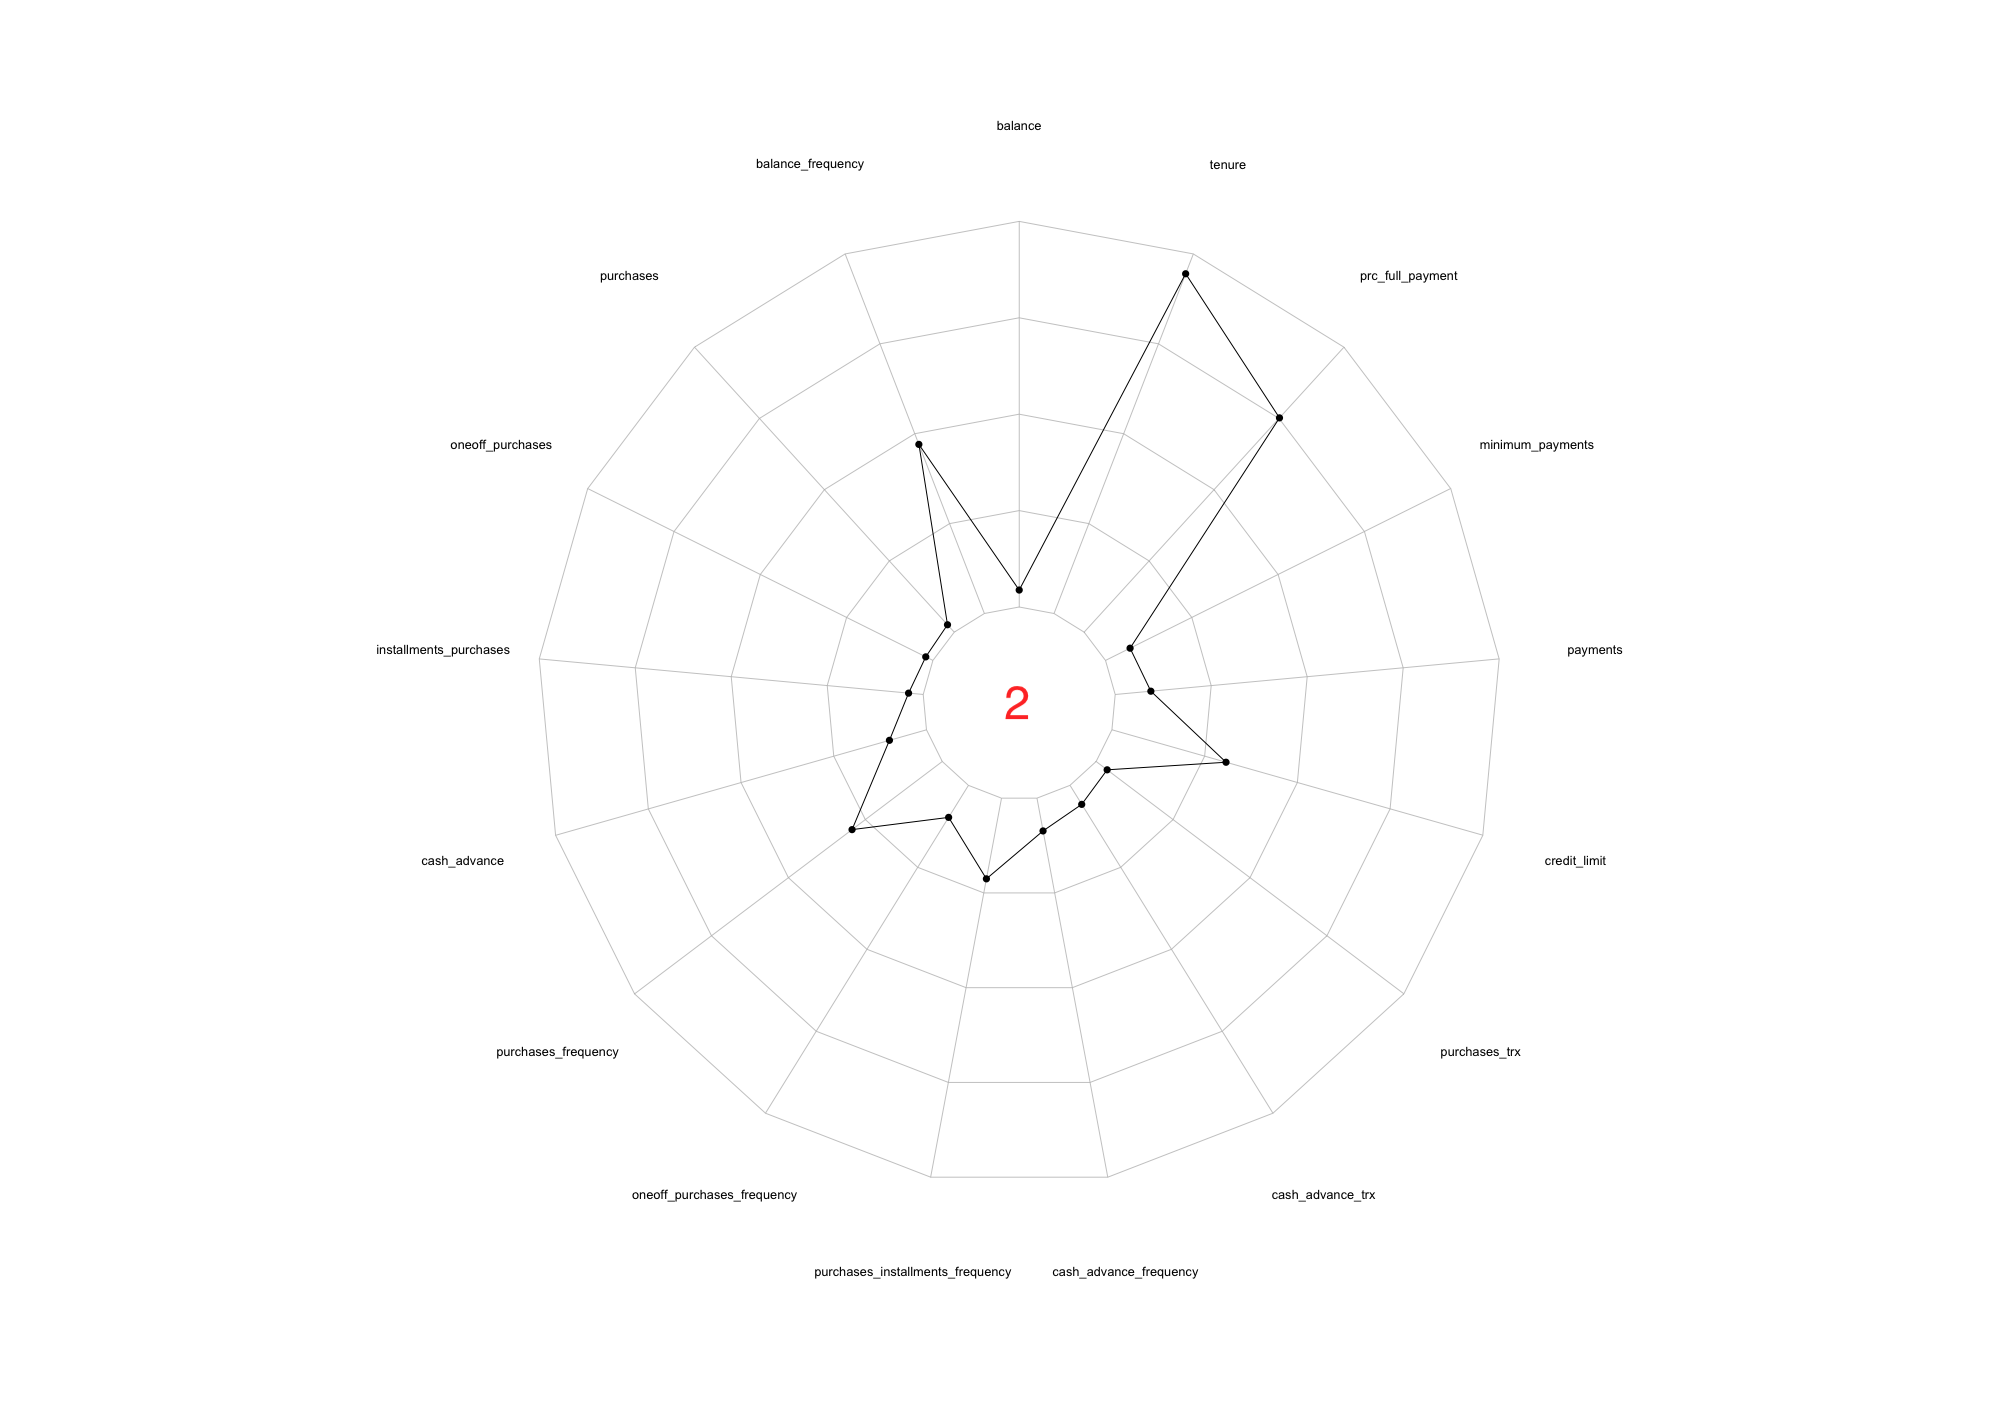 balance
balance_frequency
tenure
purchases
prc_full_payment
oneoff_purchases
minimum_payments
installments_purchases
payments
2
cash_advance
credit_limit
purchases_frequency
purchases_trx
oneoff_purchases_frequency
cash_advance_trx
purchases_installments_frequency
cash_advance_frequency